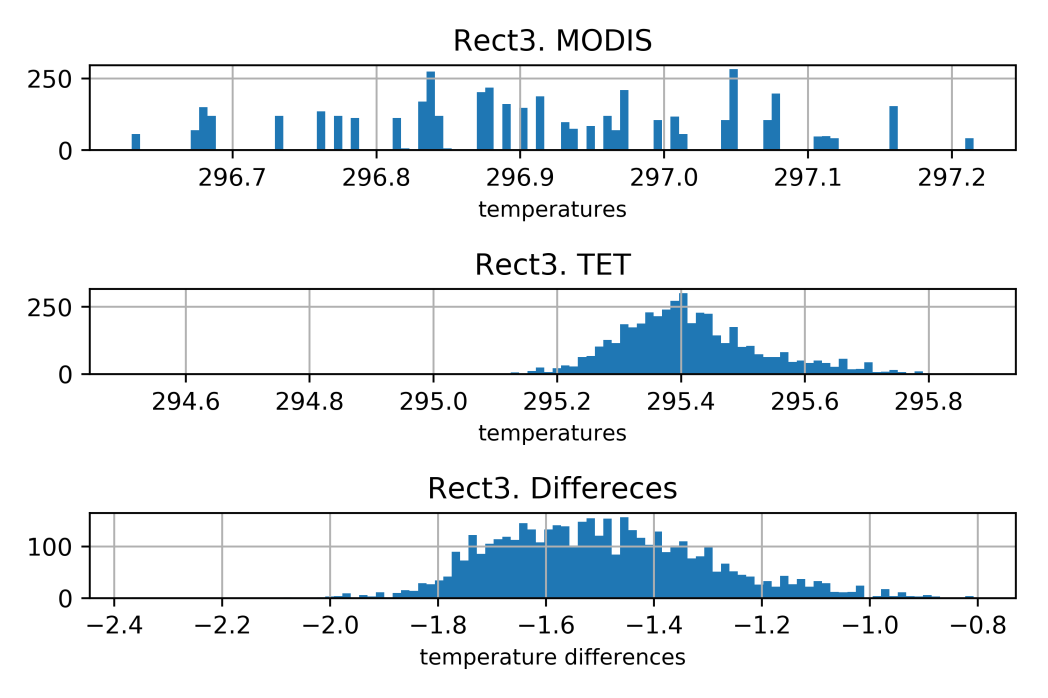 Rect3. MODIS
250
0
296.7 296.8 296.9 297.0 297.1 297.2
temperatures
Rect3. TET
250
0
294.6 294.8 295.0 295.2 295.4 295.6 295.8
temperatures
Rect3. Differeces
100
0
−2.4 −2.2 −2.0 −1.8 −1.6 −1.4 −1.2 −1.0 −0.8
temperature differences